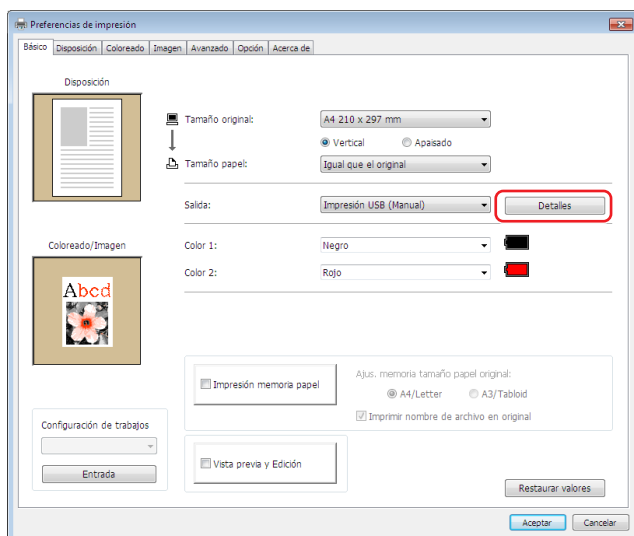 Preferencias de impresión
Básico Disposición Coloreado Imagen Avanzado Opción Acerca de
Disposición
Tamaño original:
A4 210 x 297 mm
Vertical
Apaisado
Tamaño papel:
Igual que el original
Salida:
Impresión USB (Manual)
Detalles
Coloreado/Imagen
Color 1:
Negro
Color 2:
Rojo
Abcd
Impresión memoria papel
Ajus. memoria tamaño papel original:
A4/Letter
A3/Tabloid
Imprimir nombre de archivo en original
Configuración de trabajos
Entrada
Vista previa y Edición
Restaurar valores
Aceptar
Cancelar